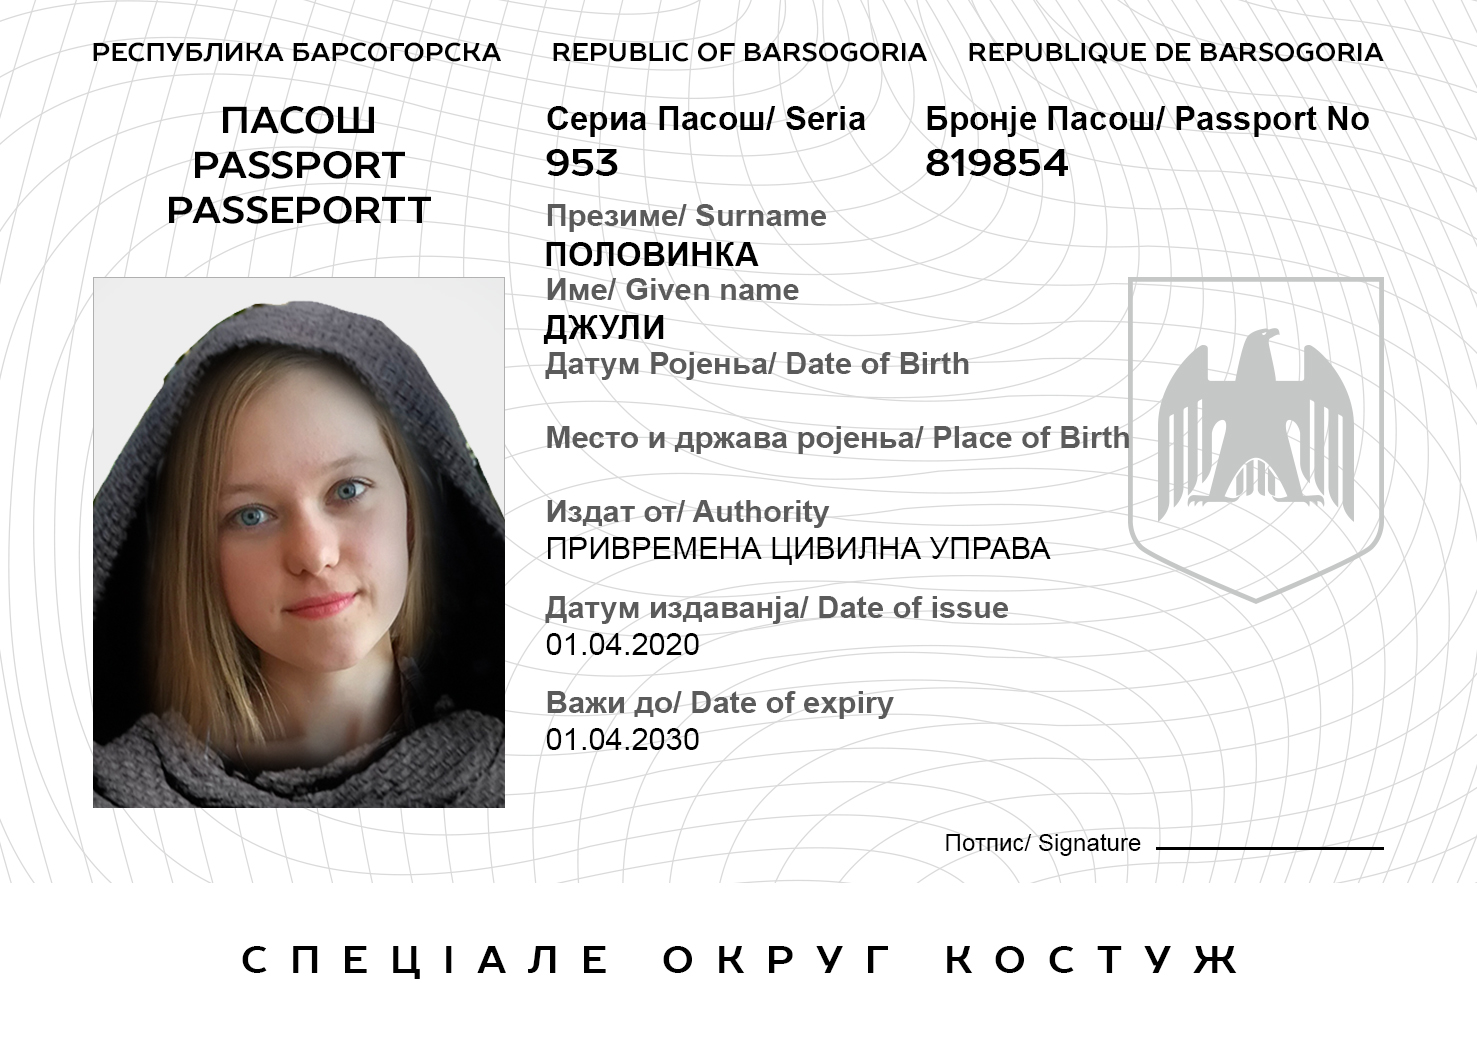 РЕСПУБЛИКА БАРСОГОРСКА REPUBLIC OF BARSOGORIA REPUBLIQUE DE BARSOGORIA
ПАСОШ
PASSPORT
PASSEPORTT
Сериа Пасош/ Seria
953
Бронје Пасош/ Passport No
819854
Презиме/ Surname
ПОЛОВИНКА
Име/ Given name
ДЖУЛИ
Датум Ројења/ Date of Birth
Место и држава ројења/ Place of Birth
Издат от/ Authority
ПРИВРЕМЕНА ЦИВИЛНА УПРАВА
Датум издаванја/ Date of issue
01.04.2020
Важи до/ Date of expiry
01.04.2030
Потпис/ Signature
СПЕЦІАЛЕ ОКРУГ КОСТУЖ